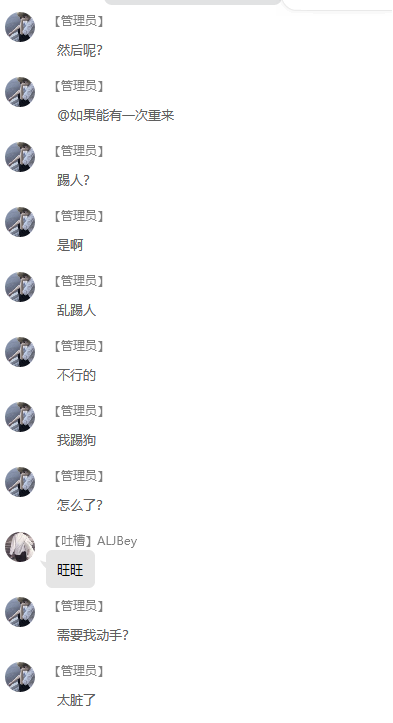 【管理员】
然后呢?
【管理员】
@如果能有一次重来
【管理员】
踢人?
【管理员】
是啊
【管理员】
乱踢人
【管理员】
不行的
【管理员】
我踢狗
【管理员】
怎么了?
【吐槽】ALJBey
旺旺
【管理员】
需要我动手?
【管理员】
太脏了